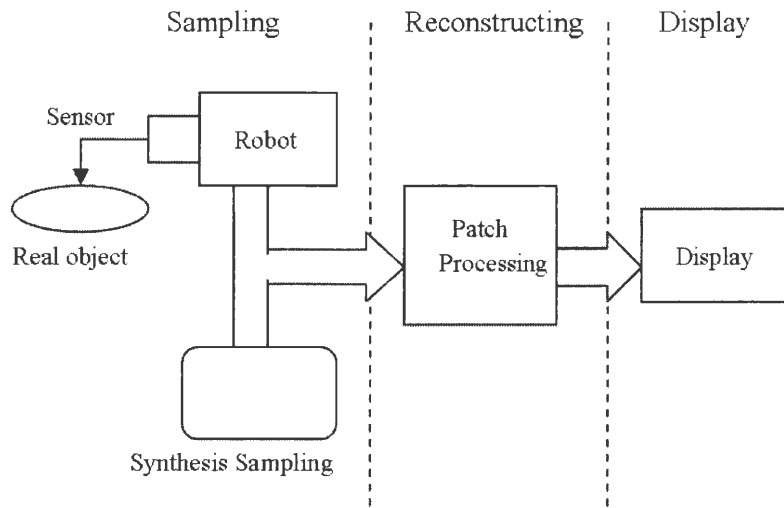 Sampling
Reconstructing
Display
Sensor
Robot
Real object
Patch
Processing
Display
Synthesis Sampling